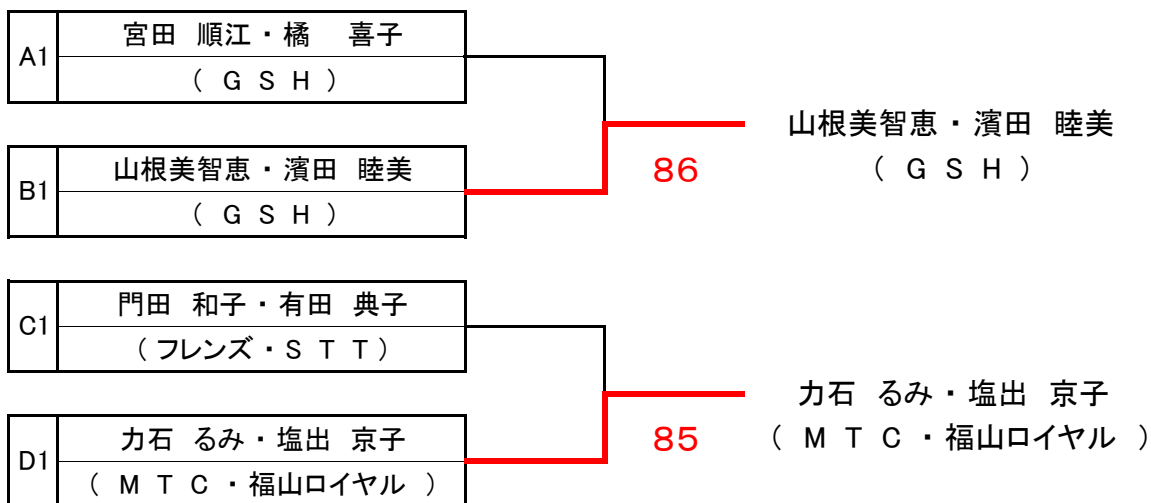 A1
宮田 順江・橘 喜子
( G S H )
B1
山根美智恵・濱田 睦美
( G S H )
86
山根美智恵・濱田 睦美
( G S H )
C1
門田 和子・有田 典子
(フレンズ・S T T)
D1
力石 るみ・塩出 京子
( M T C ・福山ロイヤル )
85
力石 るみ・塩出 京子
( M T C ・福山ロイヤル )